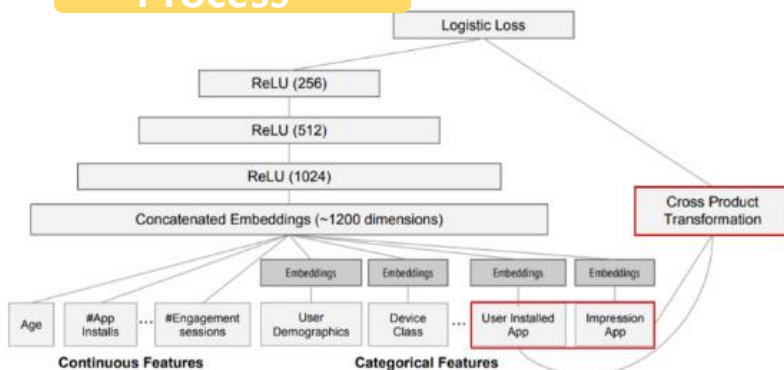 Process
Logistic Loss
ReLU (256)
ReLU (512)
ReLU (1024)
Concatenated Embeddings (~1200 dimensions)
Cross Product
Transformation
Embeddings
Embeddings
Embeddings
Embeddings
Age
#App
Installs
...
#Engagement
sessions
User
Demographics
Device
Class
...
User Installed
App
Impression
App
Continuous Features
Categorical Features